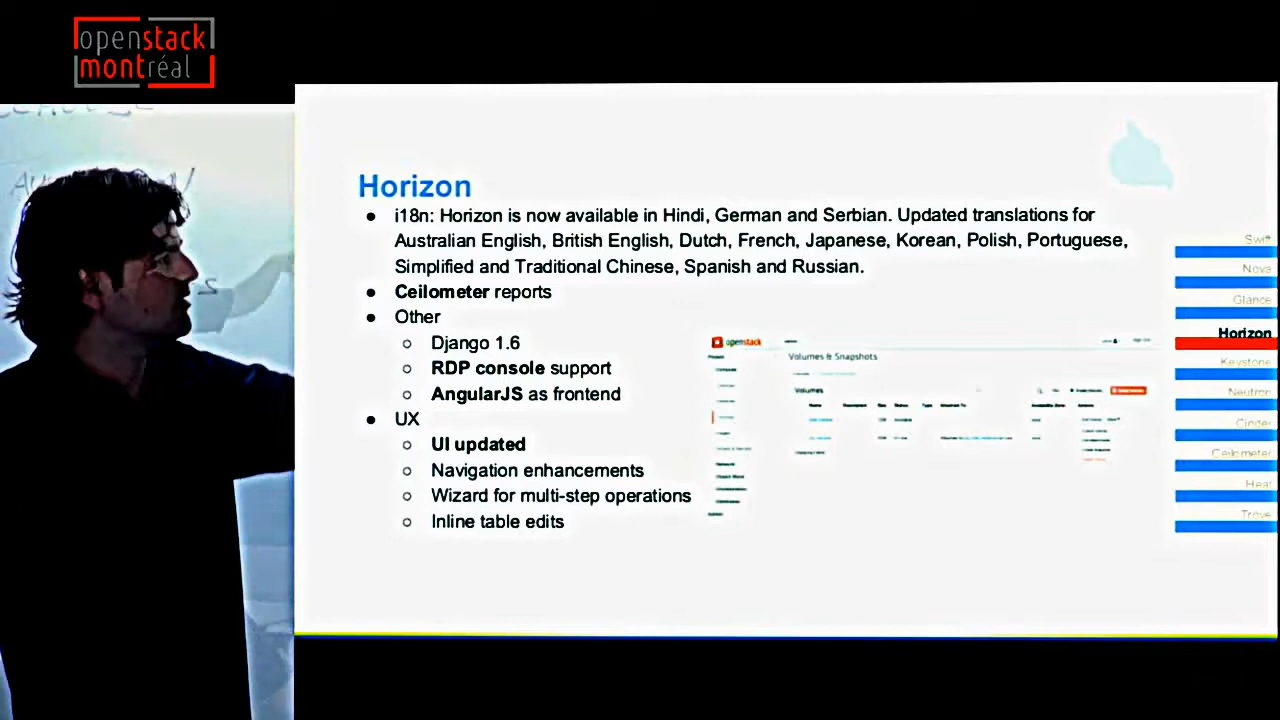 openstack
montréal
Horizon
● i18n: Horizon is now available in Hindi, German and Serbian. Updated translations for
Australian English, British English, Dutch, French, Japanese, Korean, Polish, Portuguese,
Simplified and Traditional Chinese, Spanish and Russian.
● Ceilometer reports
● Other
○ Django 1.6
○ RDP console support
○ AngularJS as frontend
● UX
○ UI updated
○ Navigation enhancements
○ Wizard for multi-step operations
○ Inline table edits
openstack
Volumes & Snapshots
Volumes
Swift
Nova
Glance
Horizon
Keystone
Neutron
Cinder
Ceilometer
Heat
Trove